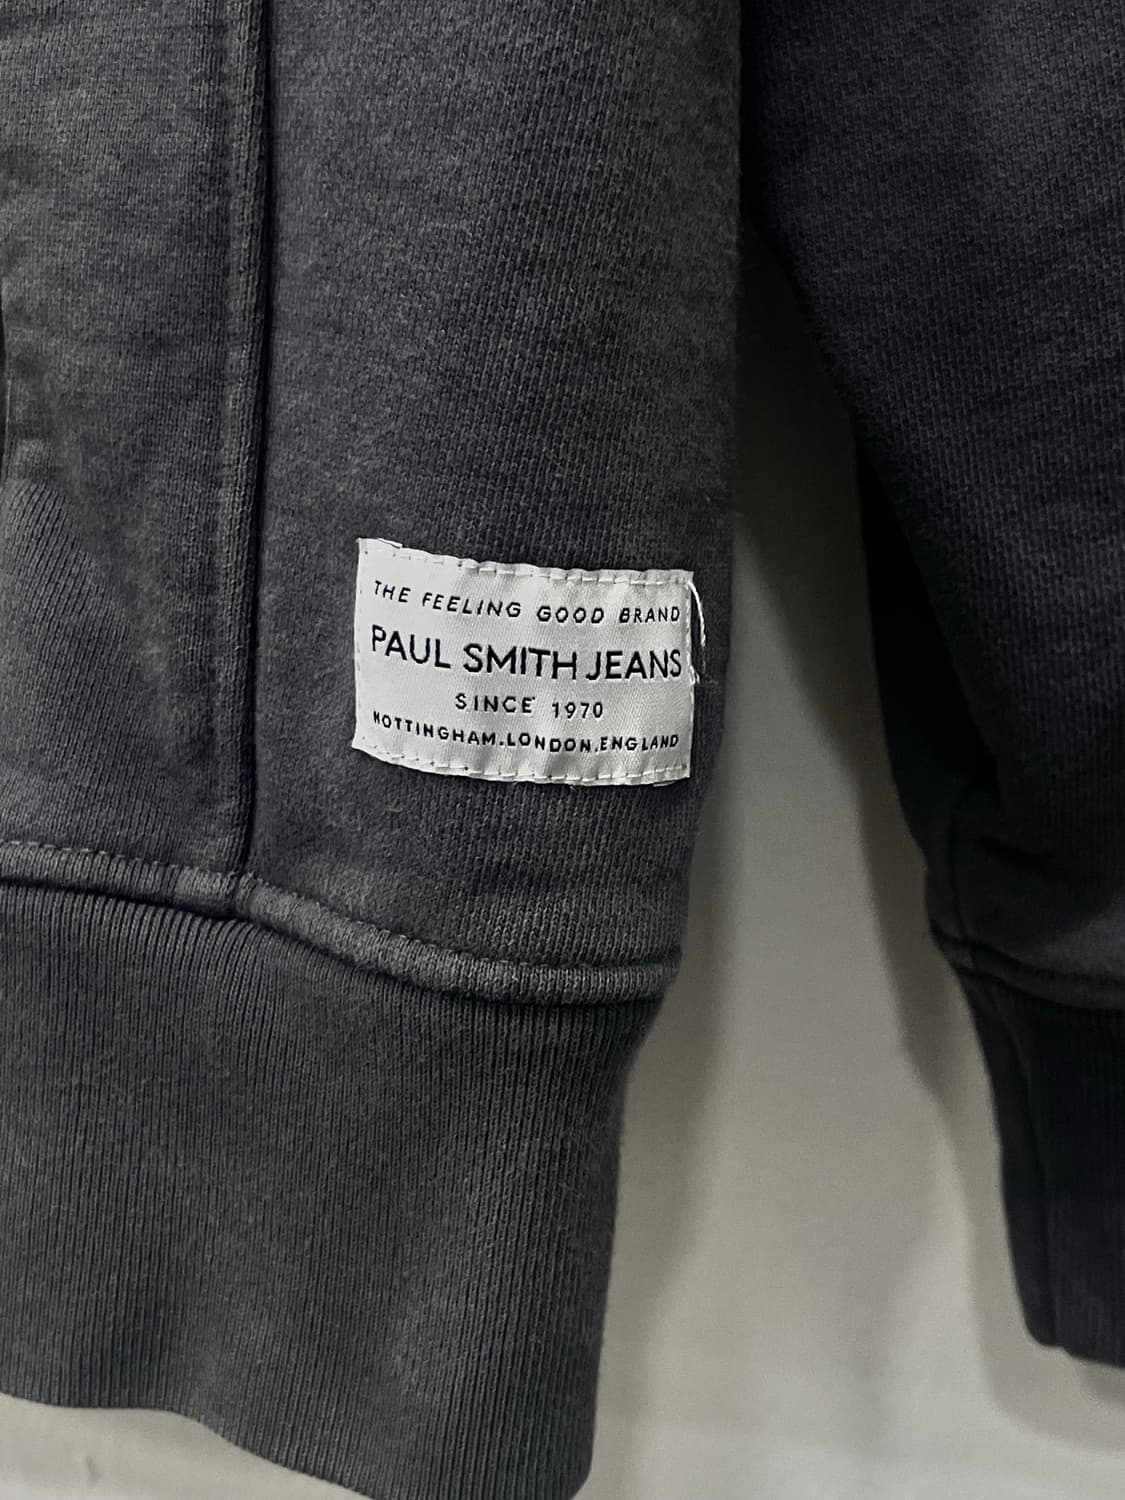 THE FEELING GOOD BRAND
PAUL SMITH JEANS
SINCE 1970
NOTTINGHAM.LONDON.ENGLAND